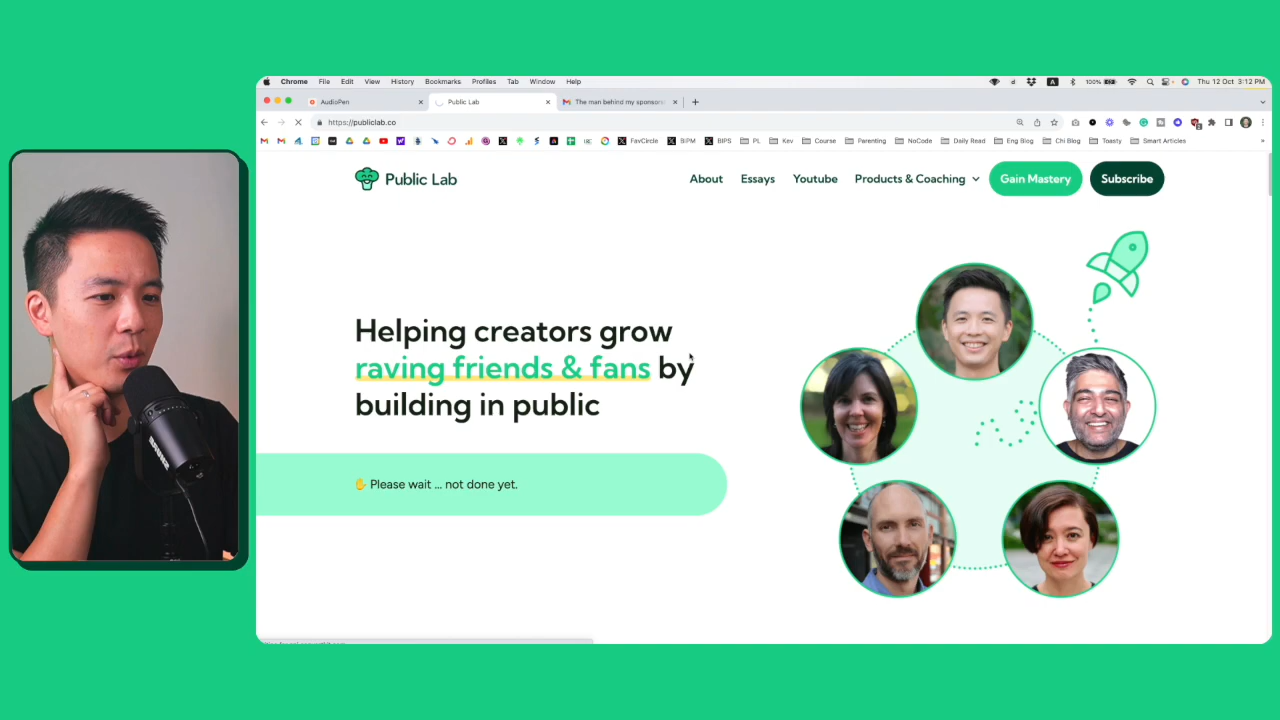 Chrome File Edit View History Bookmarks Profiles Tab Window Help 100% Thu 12 Oct 3:12 PM
AudioPen Public Lab The man behind my sponsors
https://publiclab.co
FavCircle BIPM BIPS PL Kev Course Parenting NoCode Daily Read Eng Blog Chi Blog Toasty Smart Articles
Public Lab About Essays Youtube Products & Coaching Gain Mastery Subscribe
Helping creators grow
raving friends & fans by
building in public
✋ Please wait ... not done yet.